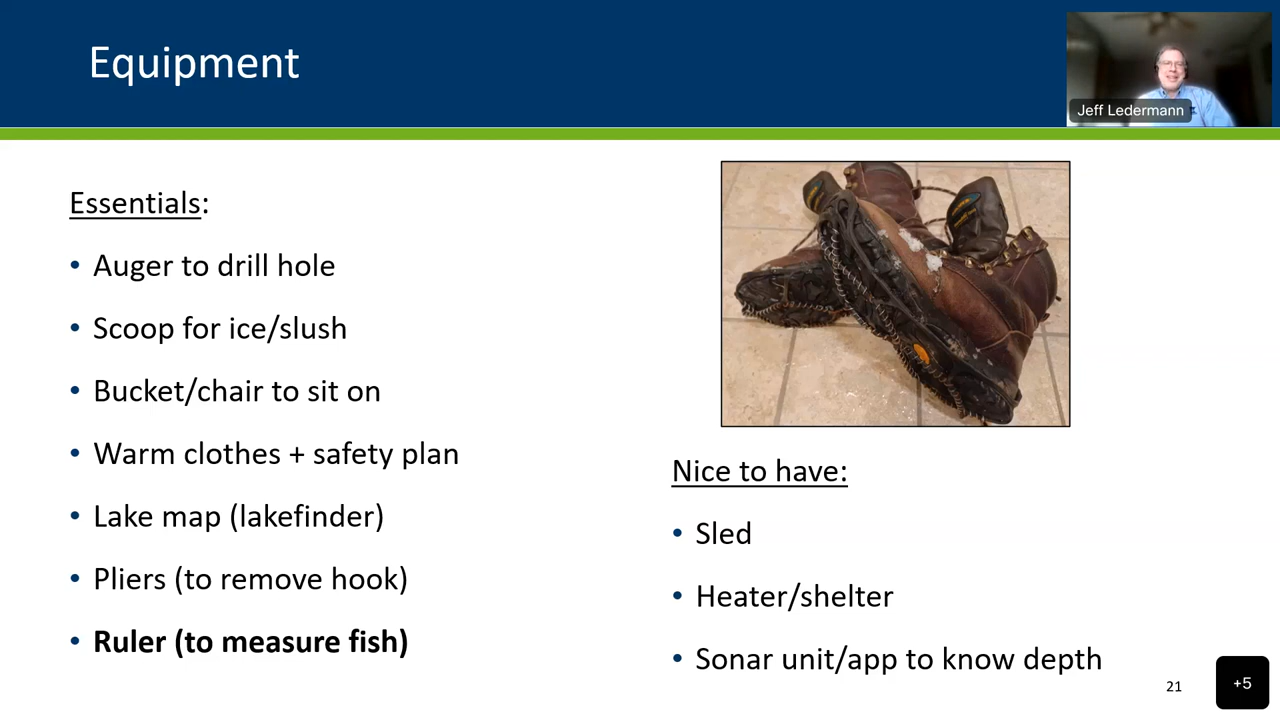 Equipment
Jeff Ledermann
Essentials:
• Auger to drill hole
• Scoop for ice/slush
• Bucket/chair to sit on
• Warm clothes + safety plan
• Lake map (lakefinder)
• Pliers (to remove hook)
• Ruler (to measure fish)
Nice to have:
• Sled
• Heater/shelter
• Sonar unit/app to know depth
21
+5